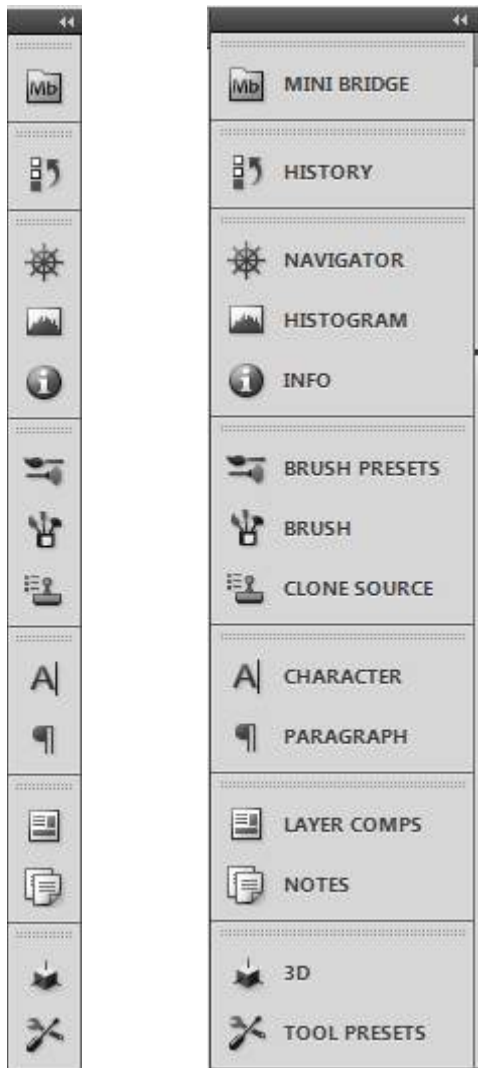 Mb
Mb MINI BRIDGE
HISTORY
NAVIGATOR
HISTOGRAM
INFO
BRUSH PRESETS
BRUSH
CLONE SOURCE
A CHARACTER
PARAGRAPH
LAYER COMPS
NOTES
3D
TOOL PRESETS